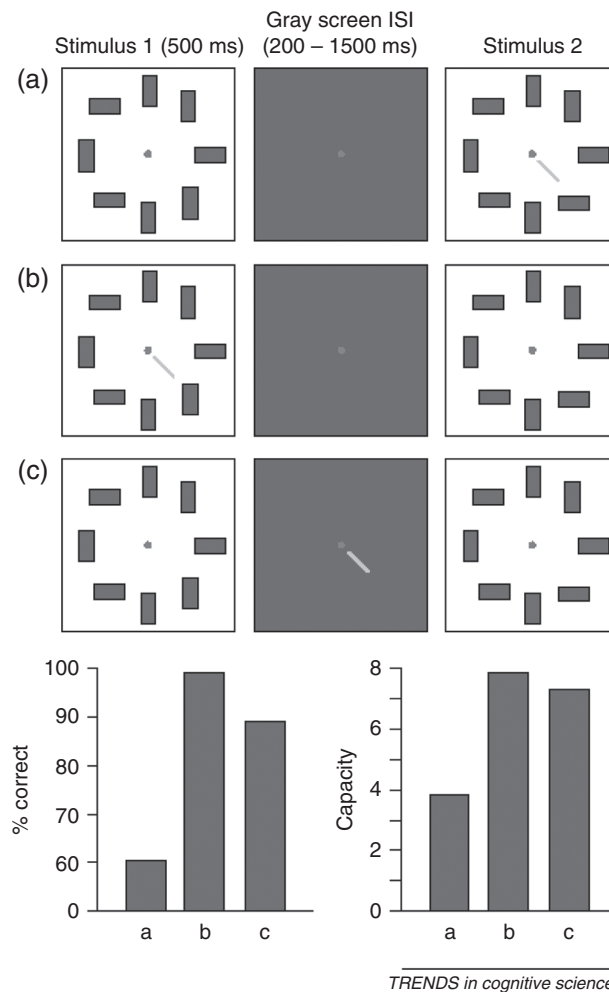 Gray screen ISI
Stimulus 1 (500 ms) (200 – 1500 ms) Stimulus 2
(a)
(b)
(c)
100
90
80
70
60
0
% correct
a b c
8
6
4
2
0
Capacity
a b c
TRENDS in cognitive science